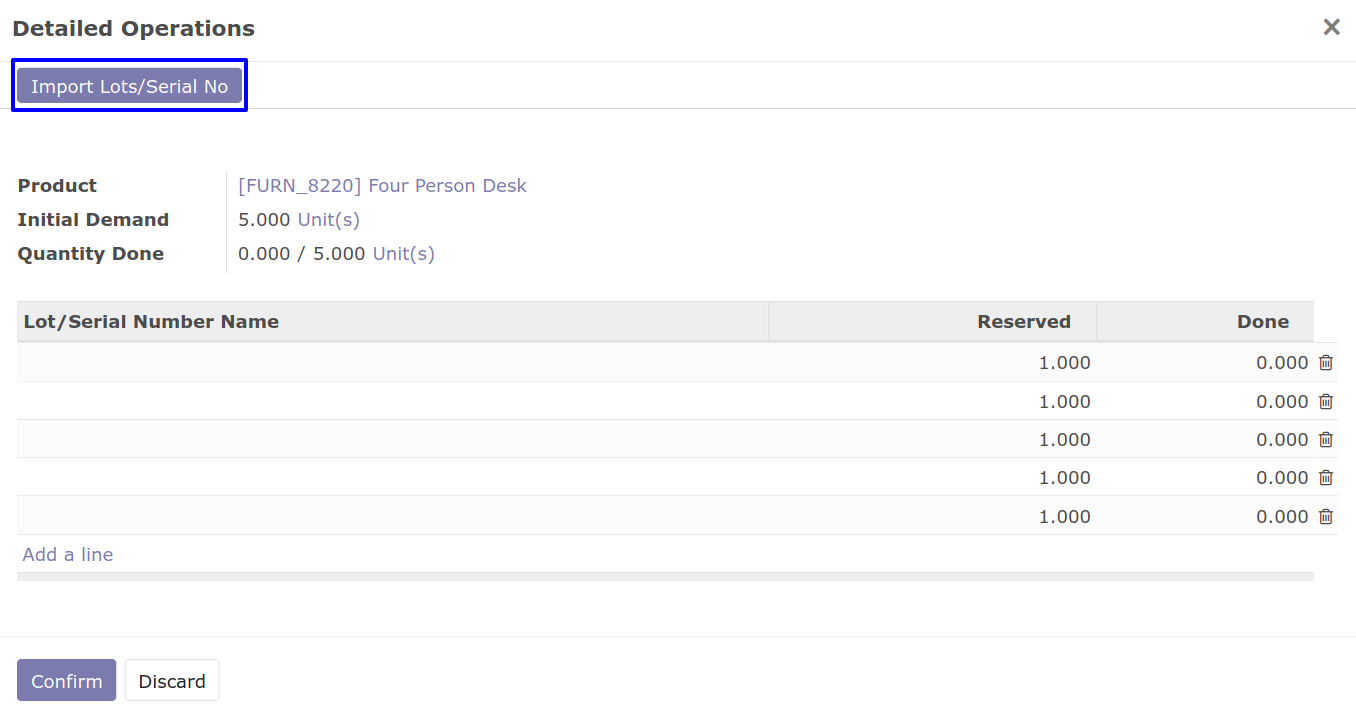 Detailed Operations
Import Lots/Serial No
Product [FURN_8220] Four Person Desk
Initial Demand 5.000 Unit(s)
Quantity Done 0.000 / 5.000 Unit(s)
Lot/Serial Number Name Reserved Done
1.000 0.000
1.000 0.000
1.000 0.000
1.000 0.000
1.000 0.000
Add a line
Confirm Discard